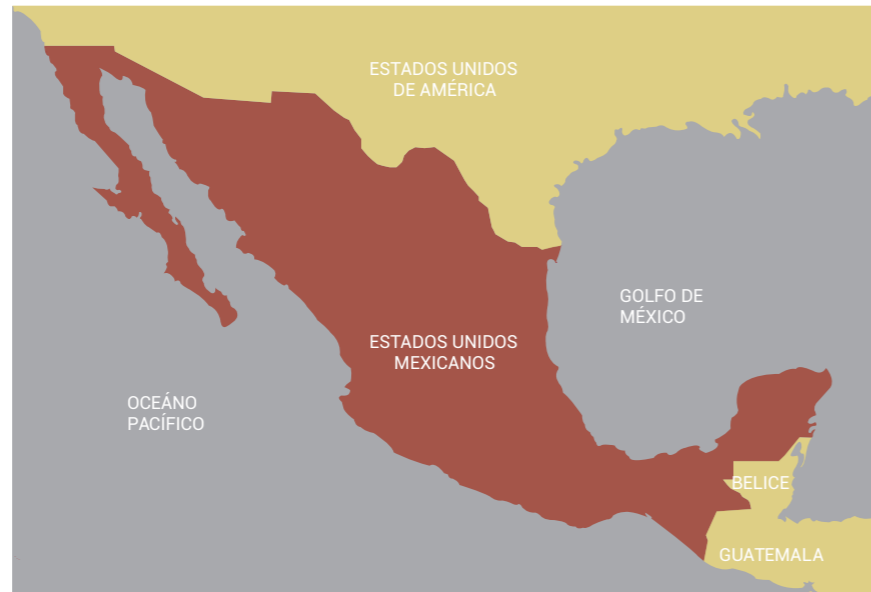 ESTADOS UNIDOS
DE AMÉRICA
GOLFO DE
MÉXICO
ESTADOS UNIDOS
MEXICANOS
OCEÁNO
PACÍFICO
BELICE
GUATEMALA